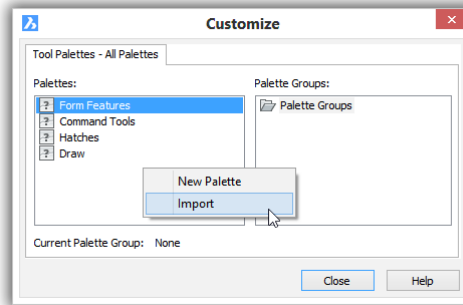 Customize
Tool Palettes - All Palettes
Palettes:
Form Features
Command Tools
Hatches
Draw
Palette Groups:
Palette Groups
New Palette
Import
Current Palette Group: None
Close
Help